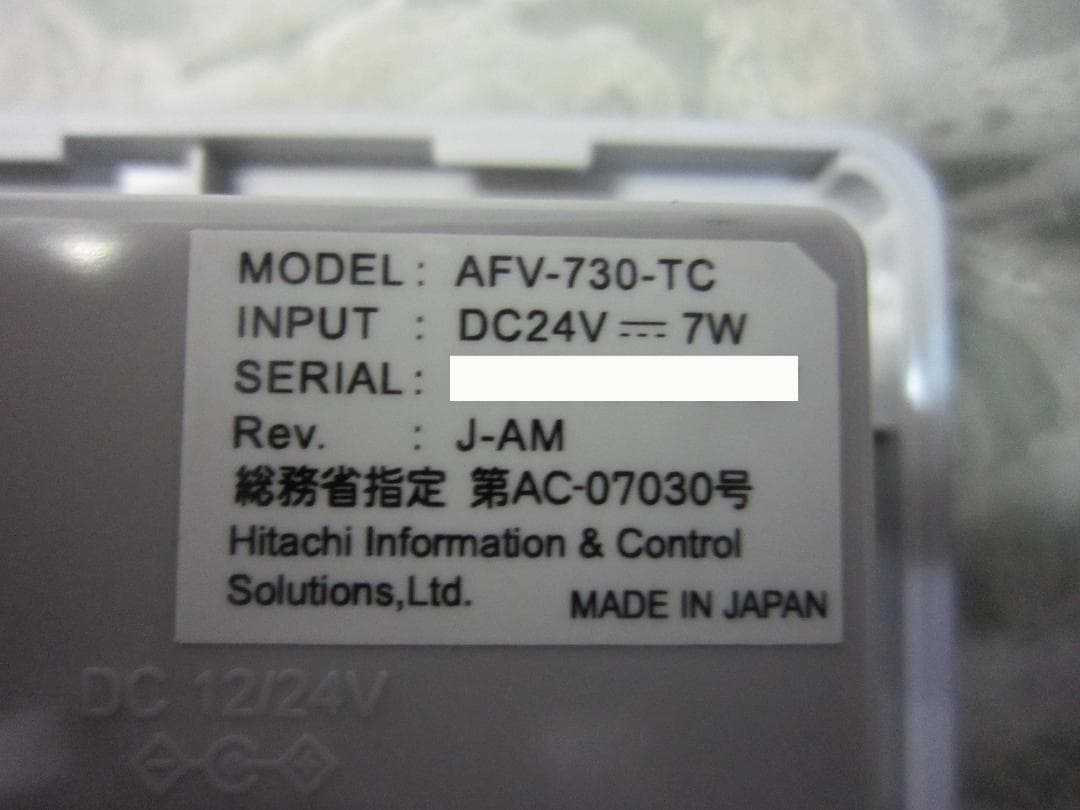 MODEL : AFV-730-TC
INPUT : DC24V ⎓ 7W
SERIAL :
Rev. : J-AM
総務省指定 第AC-07030号
Hitachi Information & Control
Solutions,Ltd.
MADE IN JAPAN
DC 12/24V